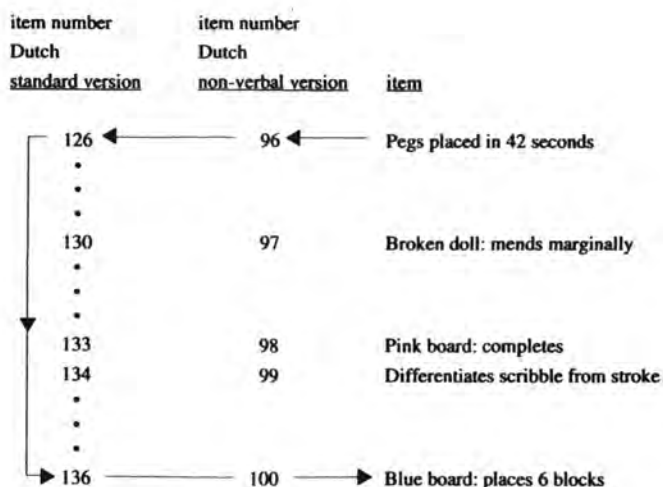 item number item number
Dutch Dutch
standard version non-verbal version item
126 96 Pegs placed in 42 seconds
130 97 Broken doll: mends marginally
133 98 Pink board: completes
134 99 Differentiates scribble from stroke
136 100 Blue board: places 6 blocks